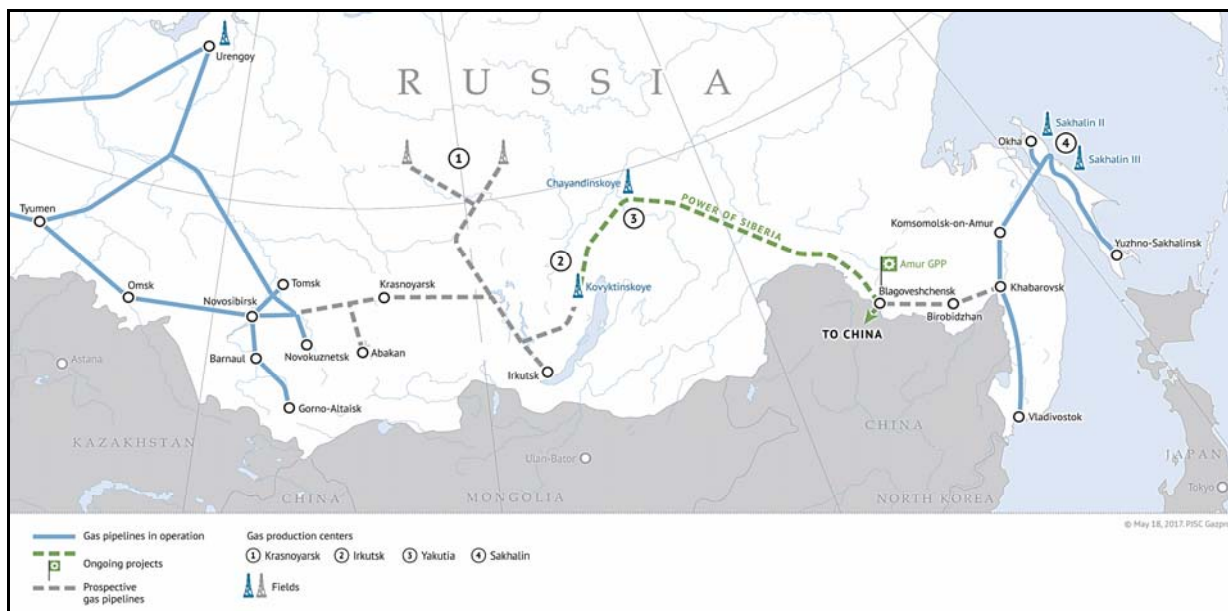 Urengoy
RUSSIA
1
Okha
Sakhalin II
4
Sakhalin III
Chayandinskoye
3
POWER OF SIBERIA
Tyumen
Komsomolsk-on-Amur
Yuzhno-Sakhalinsk
2
Kovyktinskoye
Amur GPP
Omsk
Tomsk
Krasnoyarsk
Blagoveshchensk
Khabarovsk
Novosibirsk
Birobidzhan
TO CHINA
Barnaul
Novokuznetsk
Abakan
Astana
Irkutsk
Gorno-Altaisk
Vladivostok
KAZAKHSTAN
CHINA
Ulan-Bator
JAPAN
CHINA
MONGOLIA
NORTH KOREA
Tokyo
© May 18, 2017. PJSC Gazpr
Gas pipelines in operation
Ongoing projects
Prospective
gas pipelines
Gas production centers
1 Krasnoyarsk 2 Irkutsk 3 Yakutia 4 Sakhalin
Fields